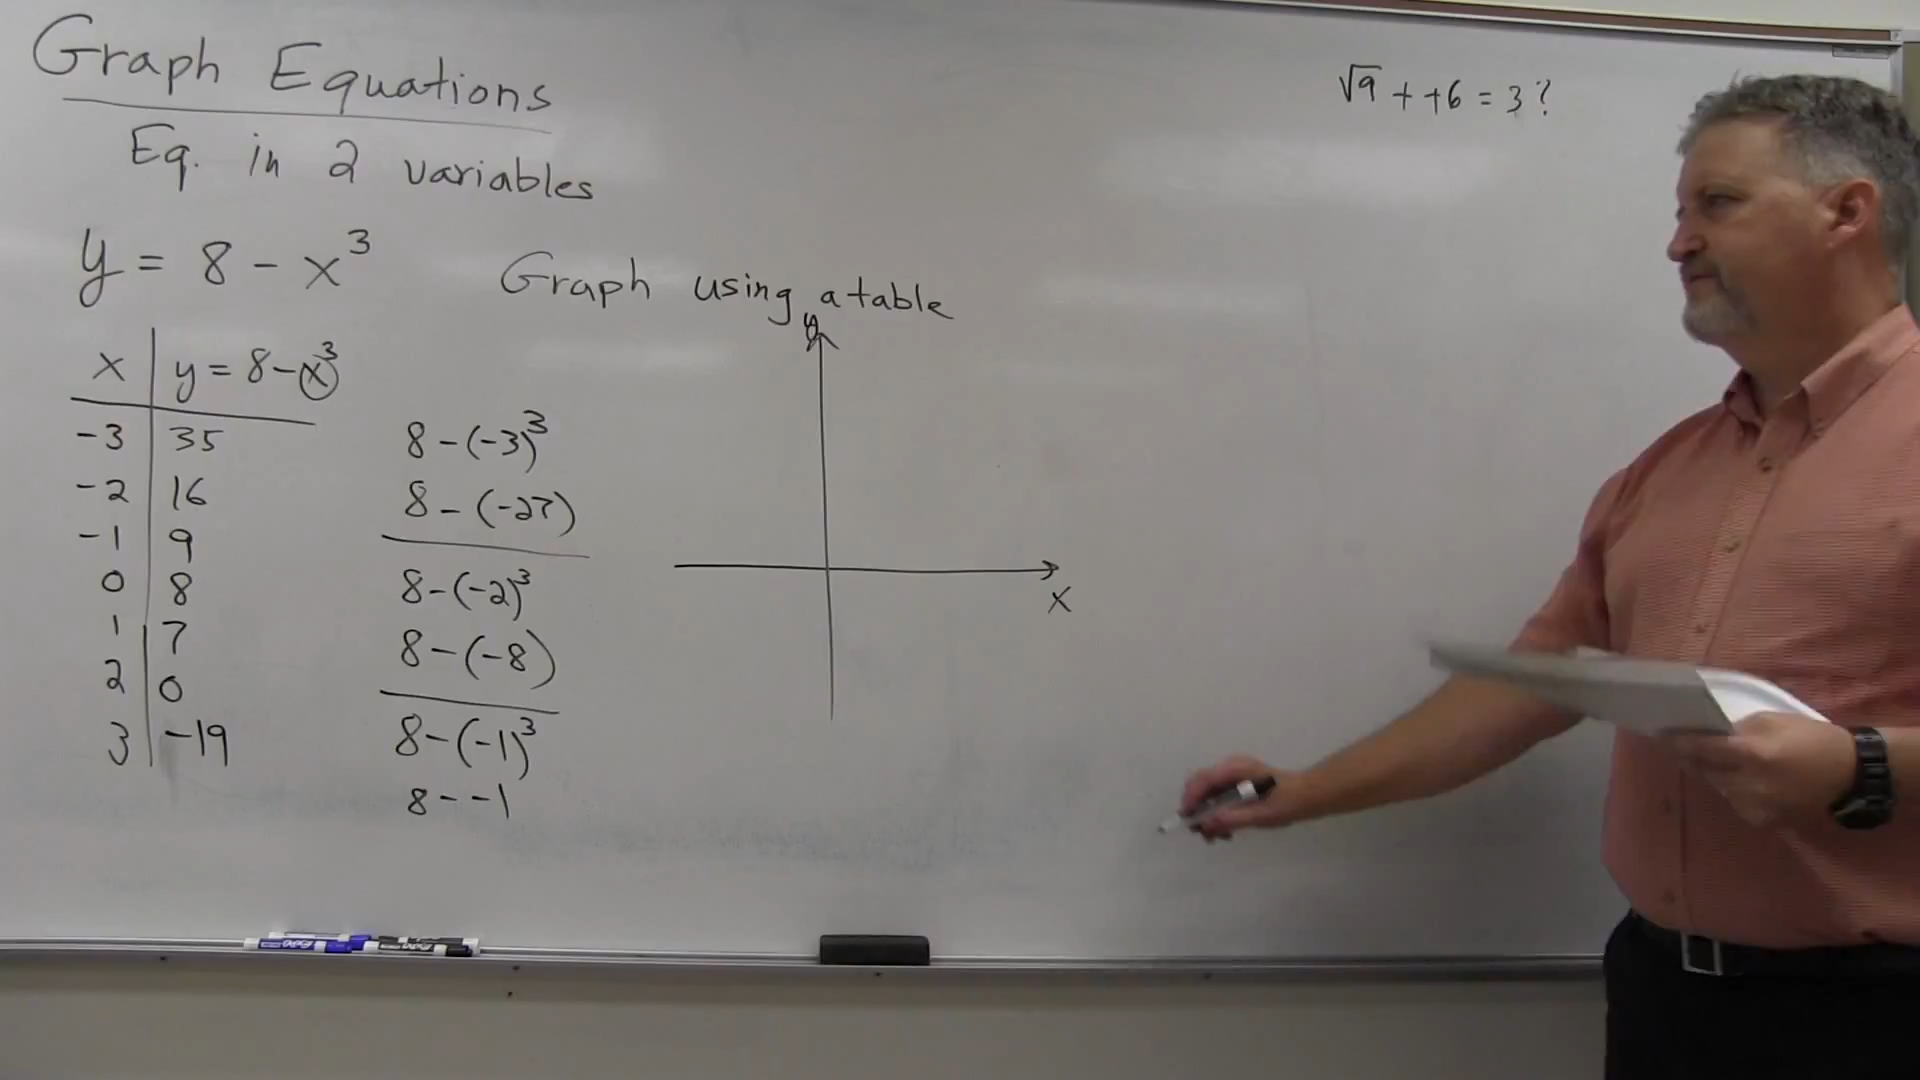 Graph Equations
Eq. in 2 variables
√9 + +6 = 3?
y = 8 - x³
Graph using a table
x | y = 8-x³
-3 | 35
-2 | 16
-1 | 9
0 | 8
1 | 7
2 | 0
3 | -19
8-(-3)³
8-(-27)
8-(-2)³
8-(-8)
8-(-1)³
8--1
y
x